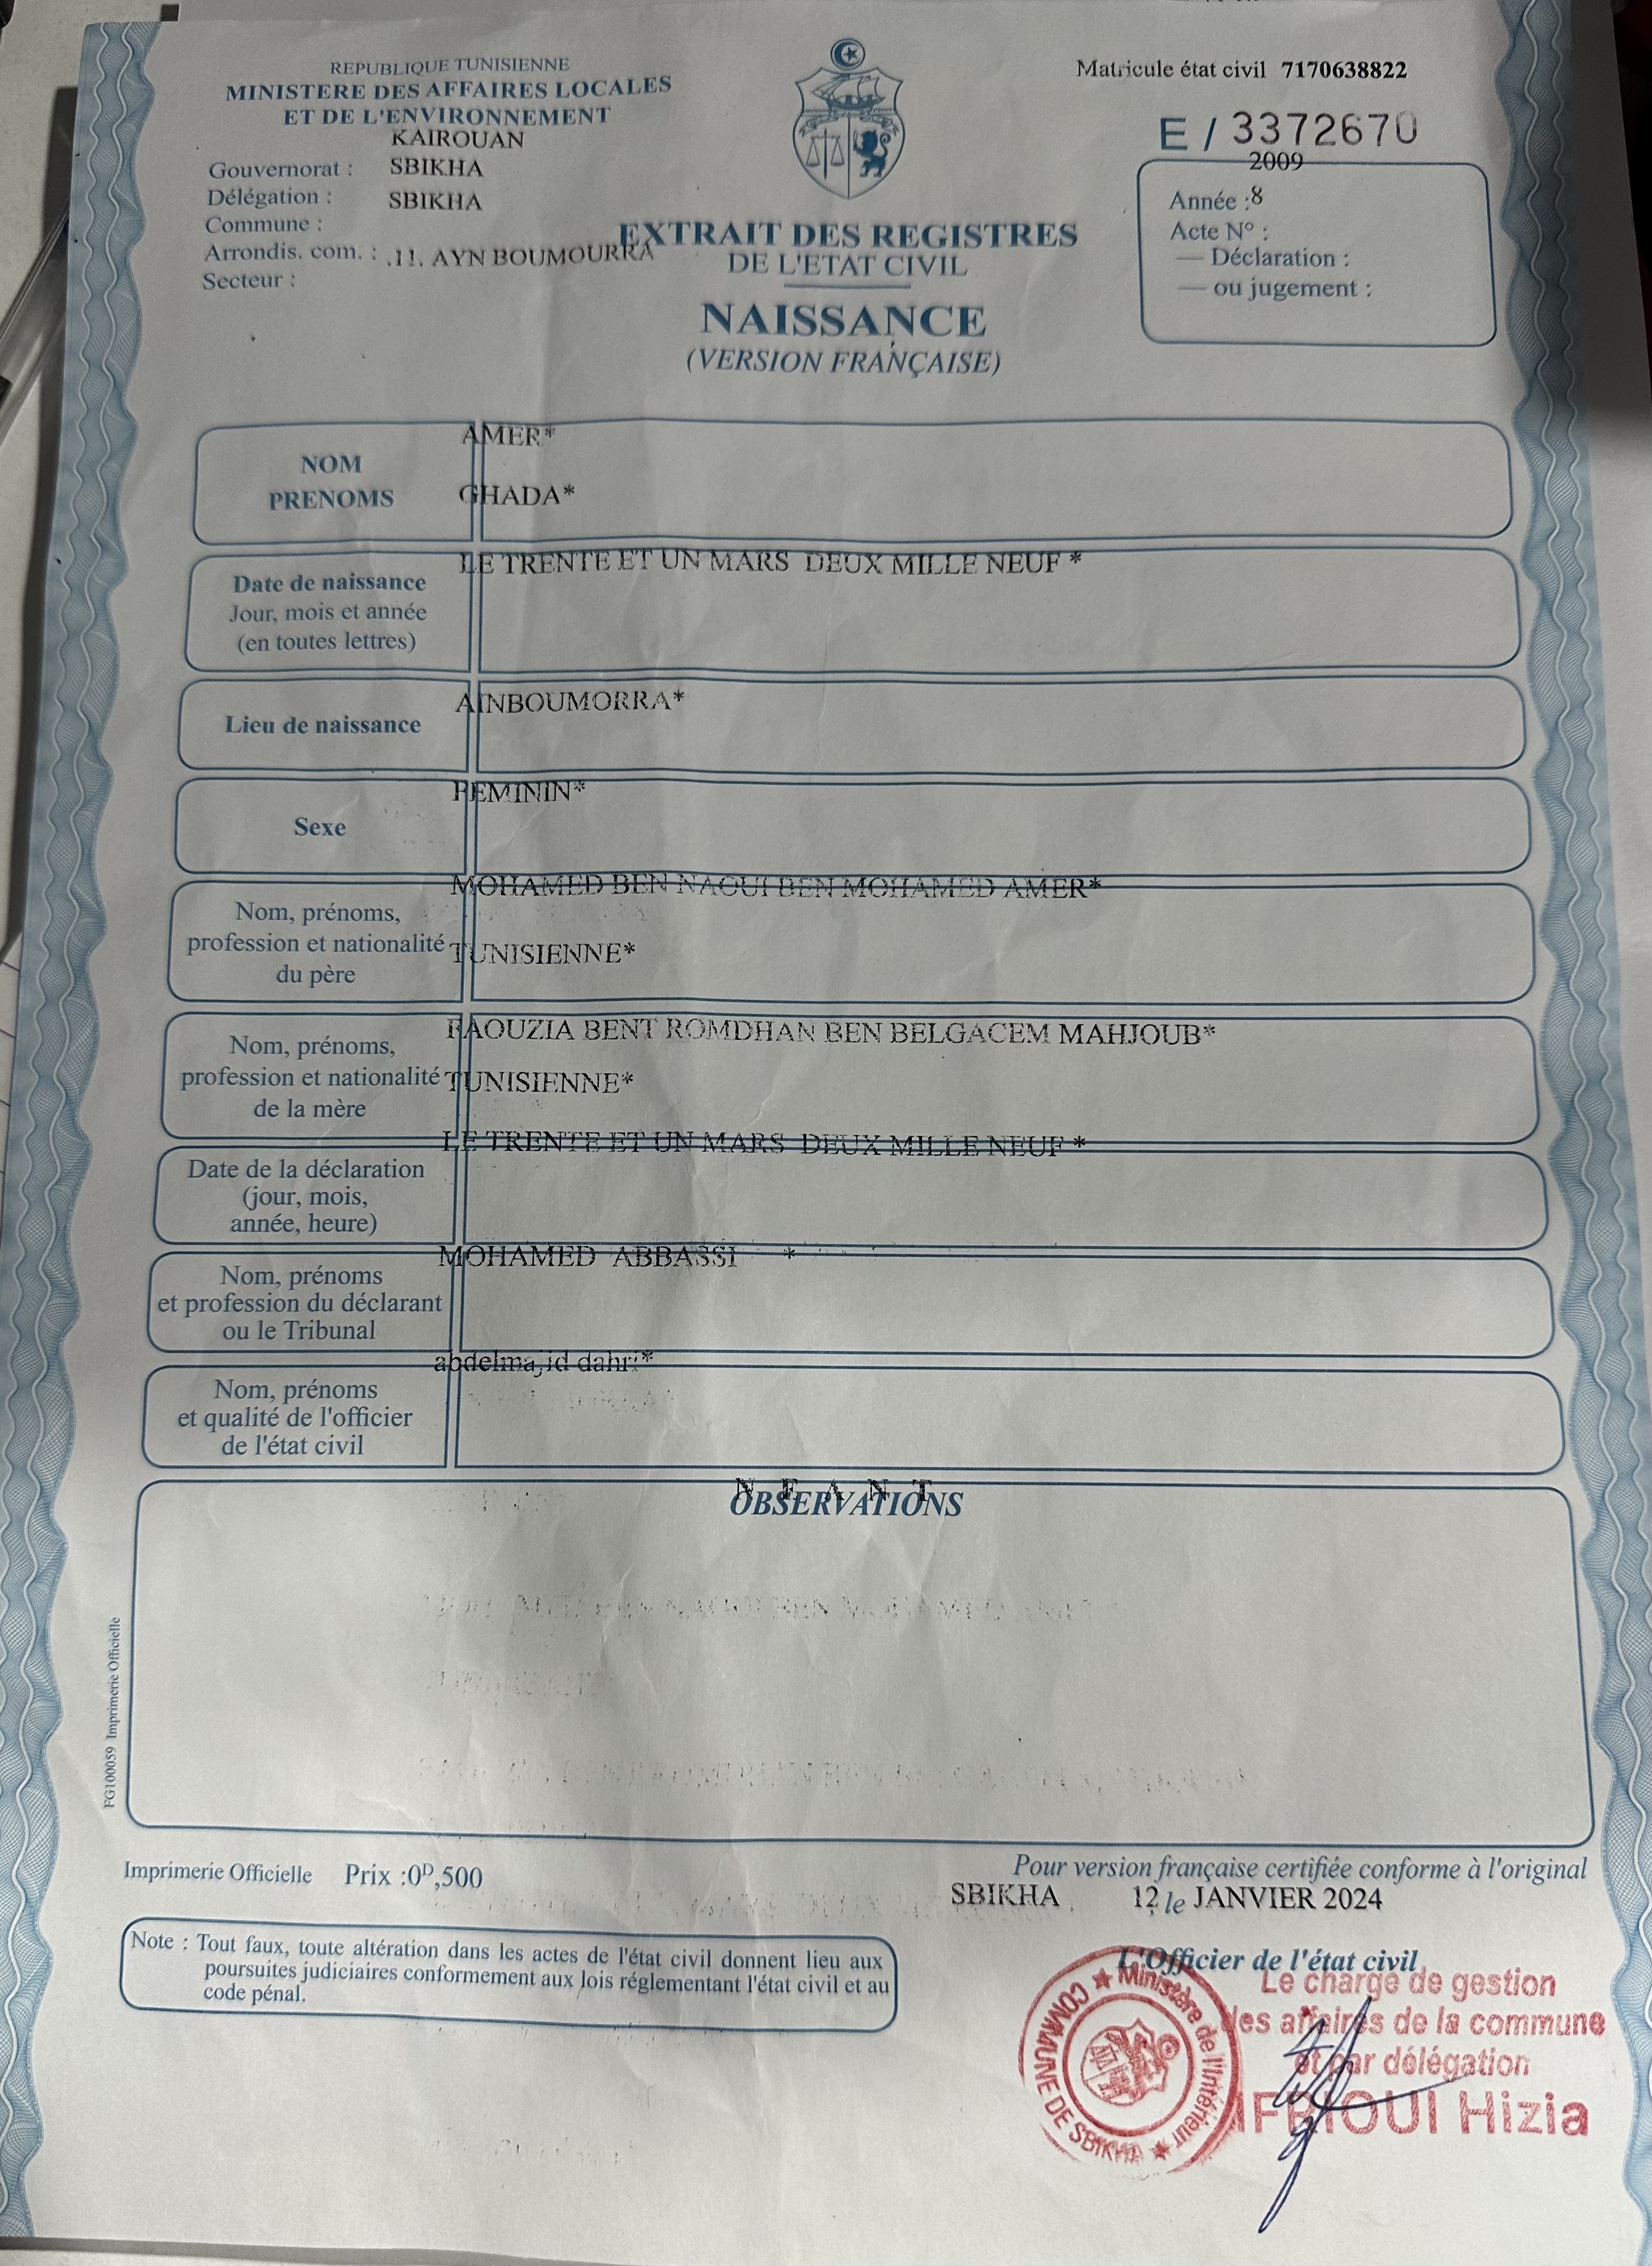 REPUBLIQUE TUNISIENNE
MINISTERE DES AFFAIRES LOCALES
ET DE L'ENVIRONNEMENT
KAIROUAN
Gouvernorat : SBIKHA
Délégation : SBIKHA
Commune :
Arrondis. com. : .11. AYN BOUMOURRA
Secteur :
EXTRAIT DES REGISTRES
DE L'ETAT CIVIL
NAISSANCE
(VERSION FRANÇAISE)
Matricule état civil 7170638822
E / 3372670
2009
Année :8
Acte N° :
— Déclaration :
— ou jugement :
AMER*
NOM
PRENOMS GHADA*
LE TRENTE ET UN MARS DEUX MILLE NEUF *
Date de naissance
Jour, mois et année
(en toutes lettres)
AINBOUMORRA*
Lieu de naissance
FEMININ*
Sexe
MOHAMED BEN NAOUI BEN MOHAMED AMER*
Nom, prénoms,
profession et nationalité TUNISIENNE*
du père
FAOUZIA BENT ROMDHAN BEN BELGACEM MAHJOUB*
Nom, prénoms,
profession et nationalité TUNISIENNE*
de la mère
LE TRENTE ET UN MARS DEUX MILLE NEUF *
Date de la déclaration
(jour, mois,
année, heure)
MOHAMED ABBASSI *
Nom, prénoms
et profession du déclarant
ou le Tribunal
abdelmajid dahri*
Nom, prénoms
et qualité de l'officier
de l'état civil
N E A N T
OBSERVATIONS
FG100059 Imprimerie Officielle
Imprimerie Officielle Prix :0D,500
Pour version française certifiée conforme à l'original
SBIKHA . 12 le JANVIER 2024
Note : Tout faux, toute altération dans les actes de l'état civil donnent lieu aux
poursuites judiciaires conformement aux lois réglementant l'état civil et au
code pénal.
L'Officier de l'état civil
Le chargé de gestion
des affaires de la commune
et par délégation
Hizia
Ministère de l'Intérieur
COMMUNE DE SBIKHA